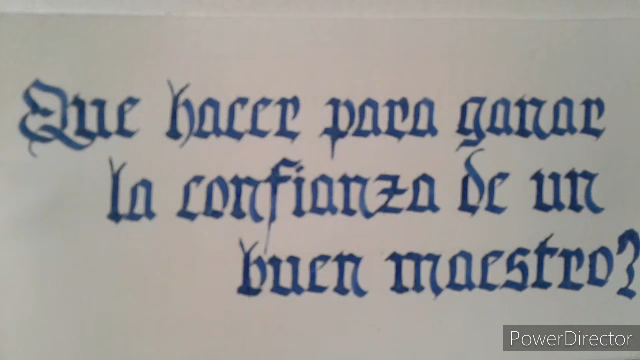 Que hacer para ganar
la confianza de un
buen maestro?
PowerDirector